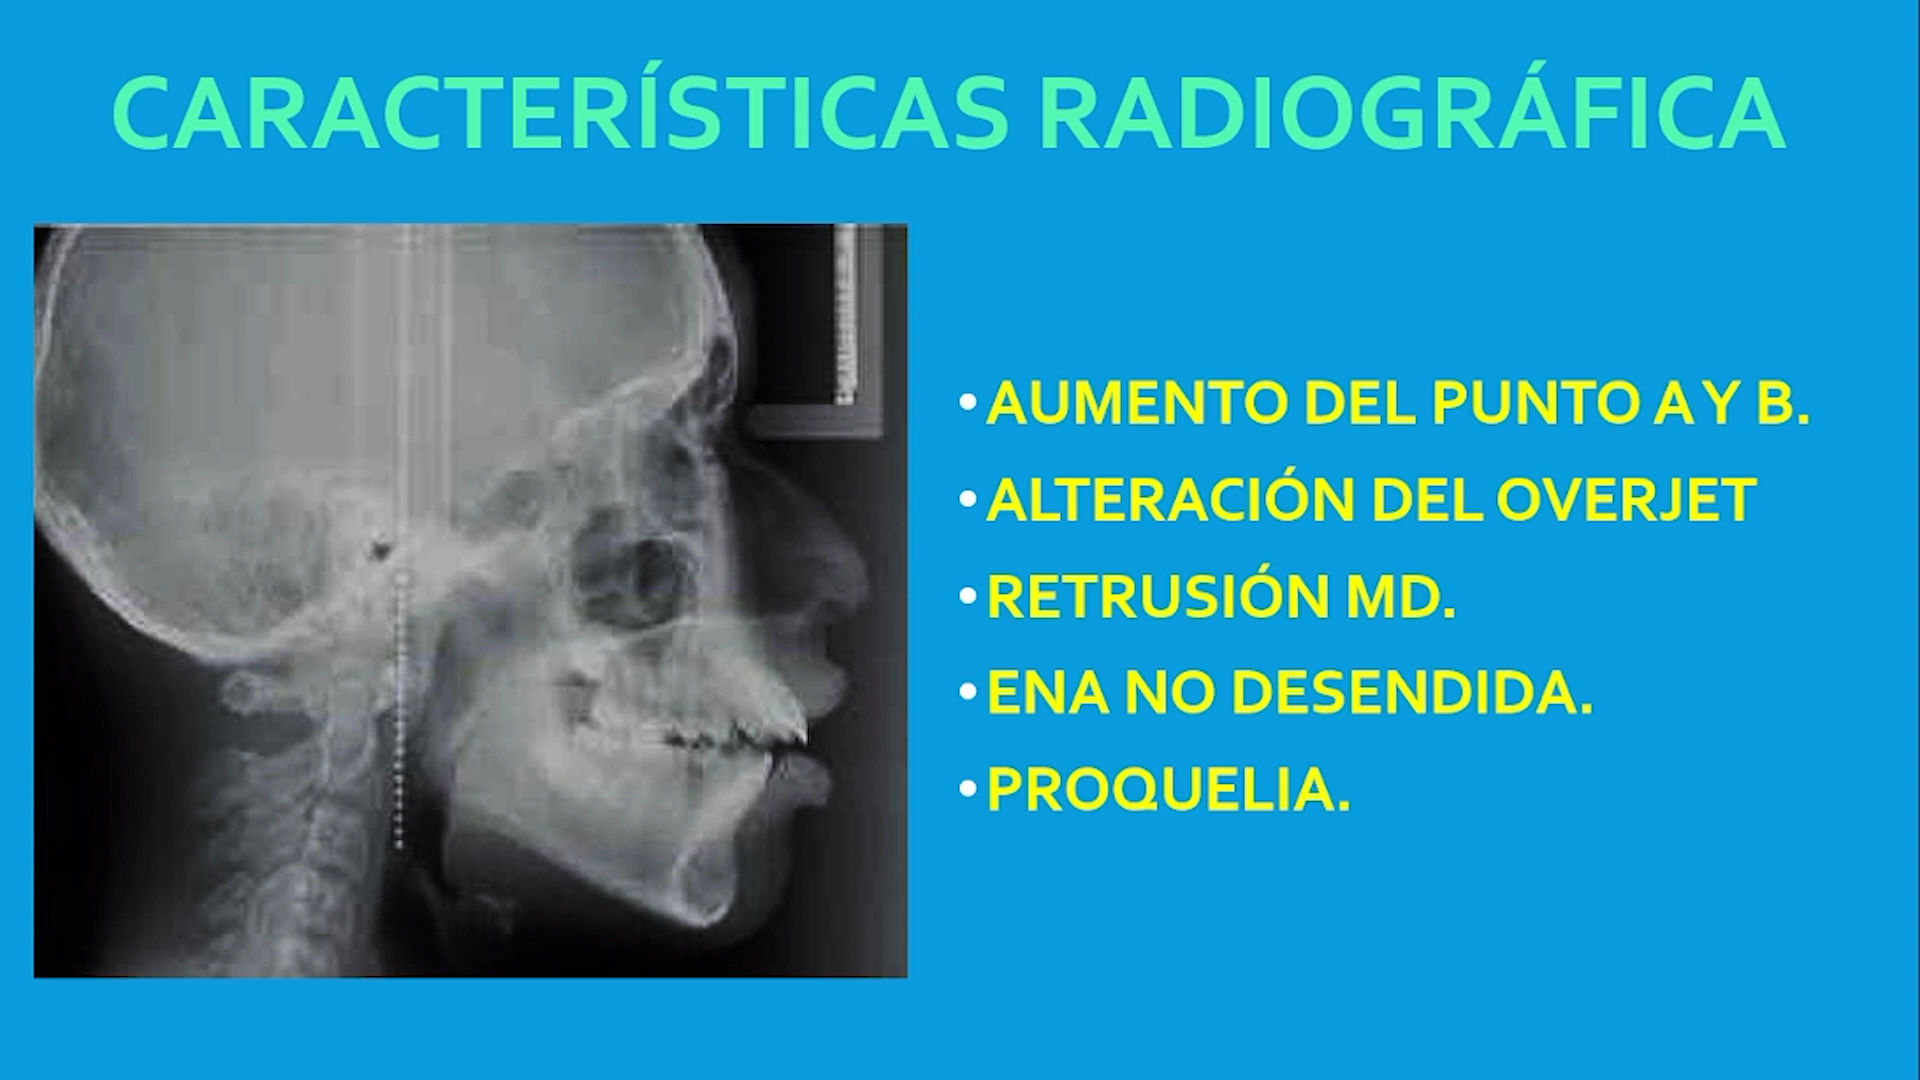 CARACTERÍSTICAS RADIOGRÁFICA
• AUMENTO DEL PUNTO A Y B.
• ALTERACIÓN DEL OVERJET
• RETRUSIÓN MD.
• ENA NO DESENDIDA.
• PROQUELIA.